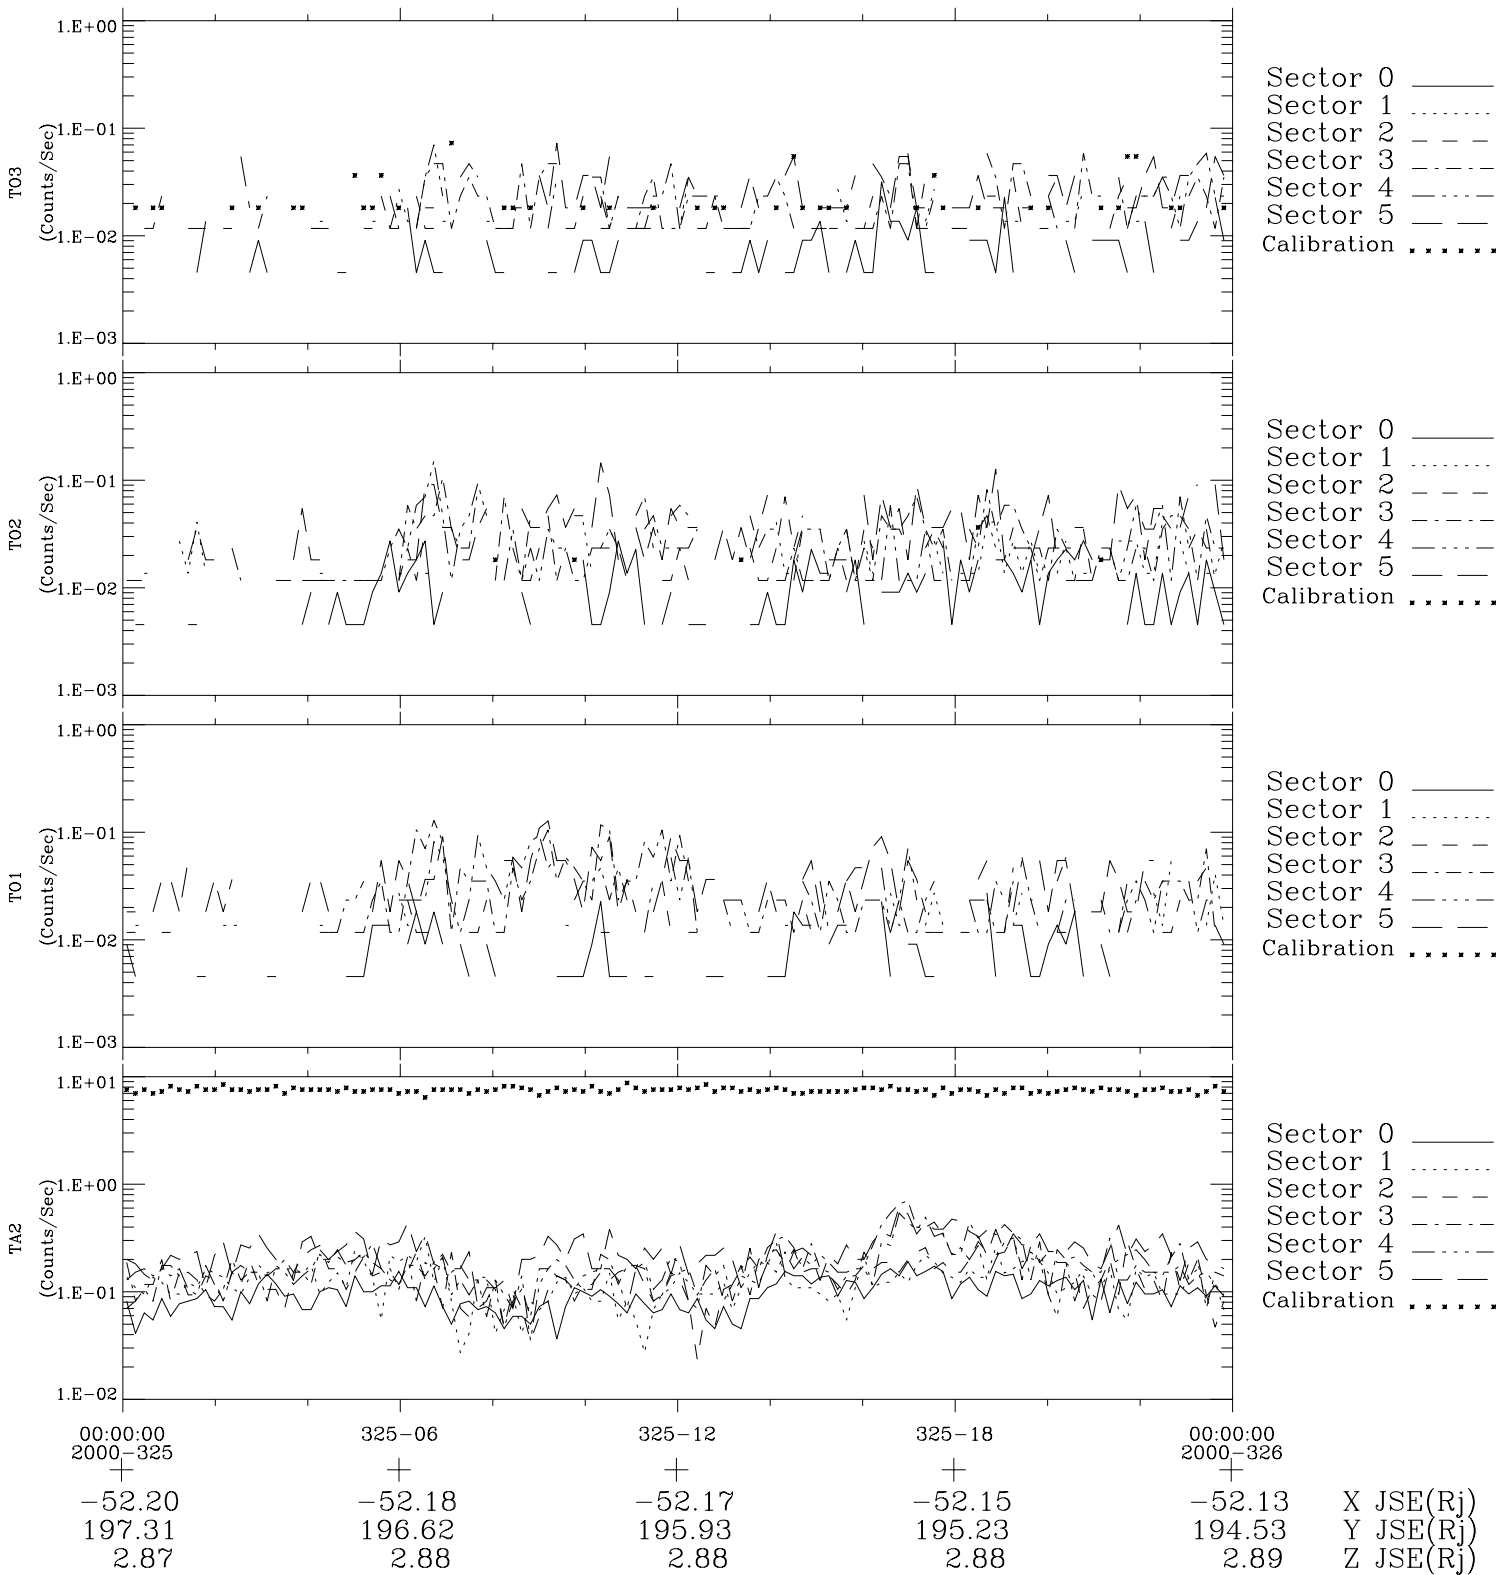 1.E+00
1.E-01
1.E-02
1.E-03
TO3
(Counts/Sec)
Sector 0
Sector 1
Sector 2
Sector 3
Sector 4
Sector 5
Calibration
1.E+00
1.E-01
1.E-02
1.E-03
TO2
(Counts/Sec)
Sector 0
Sector 1
Sector 2
Sector 3
Sector 4
Sector 5
Calibration
1.E+00
1.E-01
1.E-02
1.E-03
TO1
(Counts/Sec)
Sector 0
Sector 1
Sector 2
Sector 3
Sector 4
Sector 5
Calibration
1.E+01
1.E+00
1.E-01
1.E-02
TA2
(Counts/Sec)
Sector 0
Sector 1
Sector 2
Sector 3
Sector 4
Sector 5
Calibration
00:00:00 325-06 325-12 325-18 00:00:00
2000-325 2000-326
-52.20 -52.18 -52.17 -52.15 -52.13 X JSE(Rj)
197.31 196.62 195.93 195.23 194.53 Y JSE(Rj)
2.87 2.88 2.88 2.88 2.89 Z JSE(Rj)